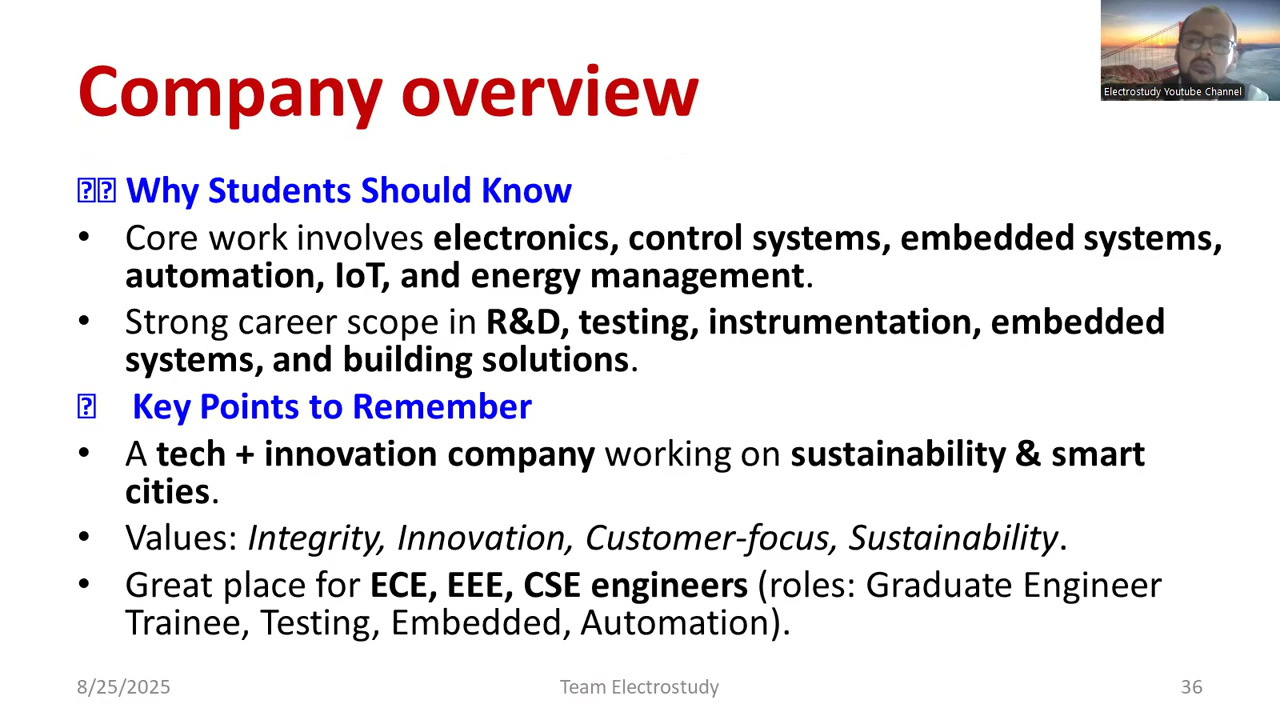 Company overview
Electrostudy Youtube Channel
Why Students Should Know
• Core work involves electronics, control systems, embedded systems,
automation, IoT, and energy management.
• Strong career scope in R&D, testing, instrumentation, embedded
systems, and building solutions.
Key Points to Remember
• A tech + innovation company working on sustainability & smart
cities.
• Values: Integrity, Innovation, Customer-focus, Sustainability.
• Great place for ECE, EEE, CSE engineers (roles: Graduate Engineer
Trainee, Testing, Embedded, Automation).
8/25/2025
Team Electrostudy
36